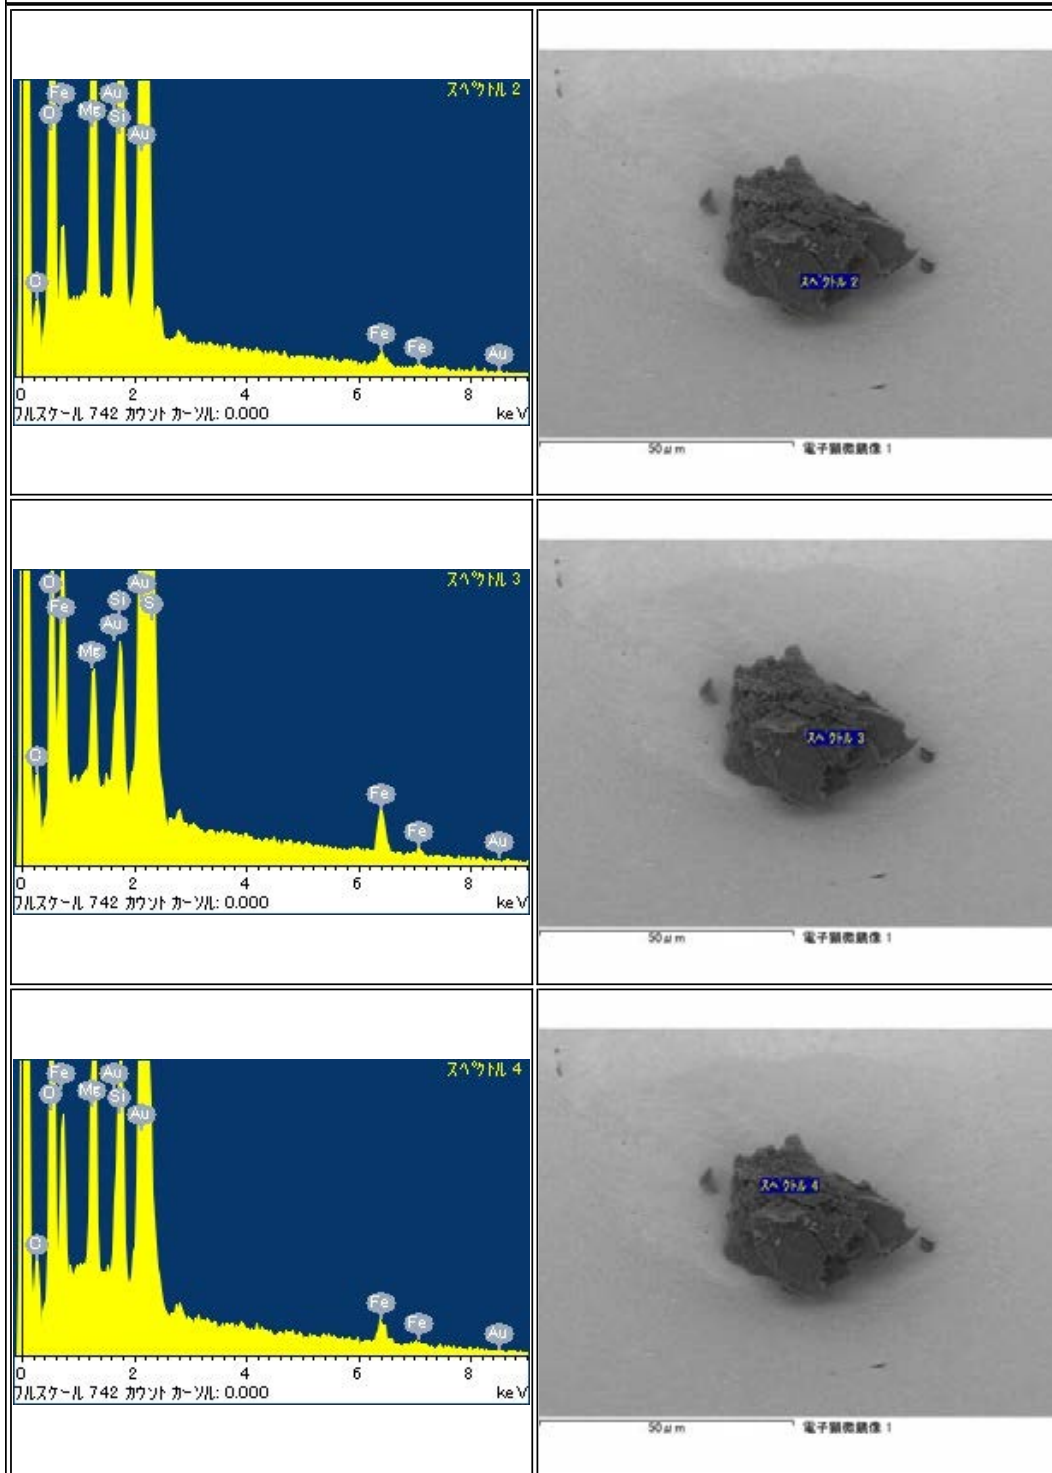 スペクトル 2
Fe Au
O Mg Si
Au
C
Fe
Fe
Au
0 2 4 6 8
フルスケール 742 カウント カーソル: 0.000 keV
スペクトル 2
50μm 電子顕微鏡像 1
スペクトル 3
O Au
Si S
Fe
Au
Mg
C
Fe
Fe
Au
0 2 4 6 8
フルスケール 742 カウント カーソル: 0.000 keV
スペクトル 3
50μm 電子顕微鏡像 1
スペクトル 4
Fe Au
O Mg Si
Au
C
Fe
Fe
Au
0 2 4 6 8
フルスケール 742 カウント カーソル: 0.000 keV
スペクトル 4
50μm 電子顕微鏡像 1